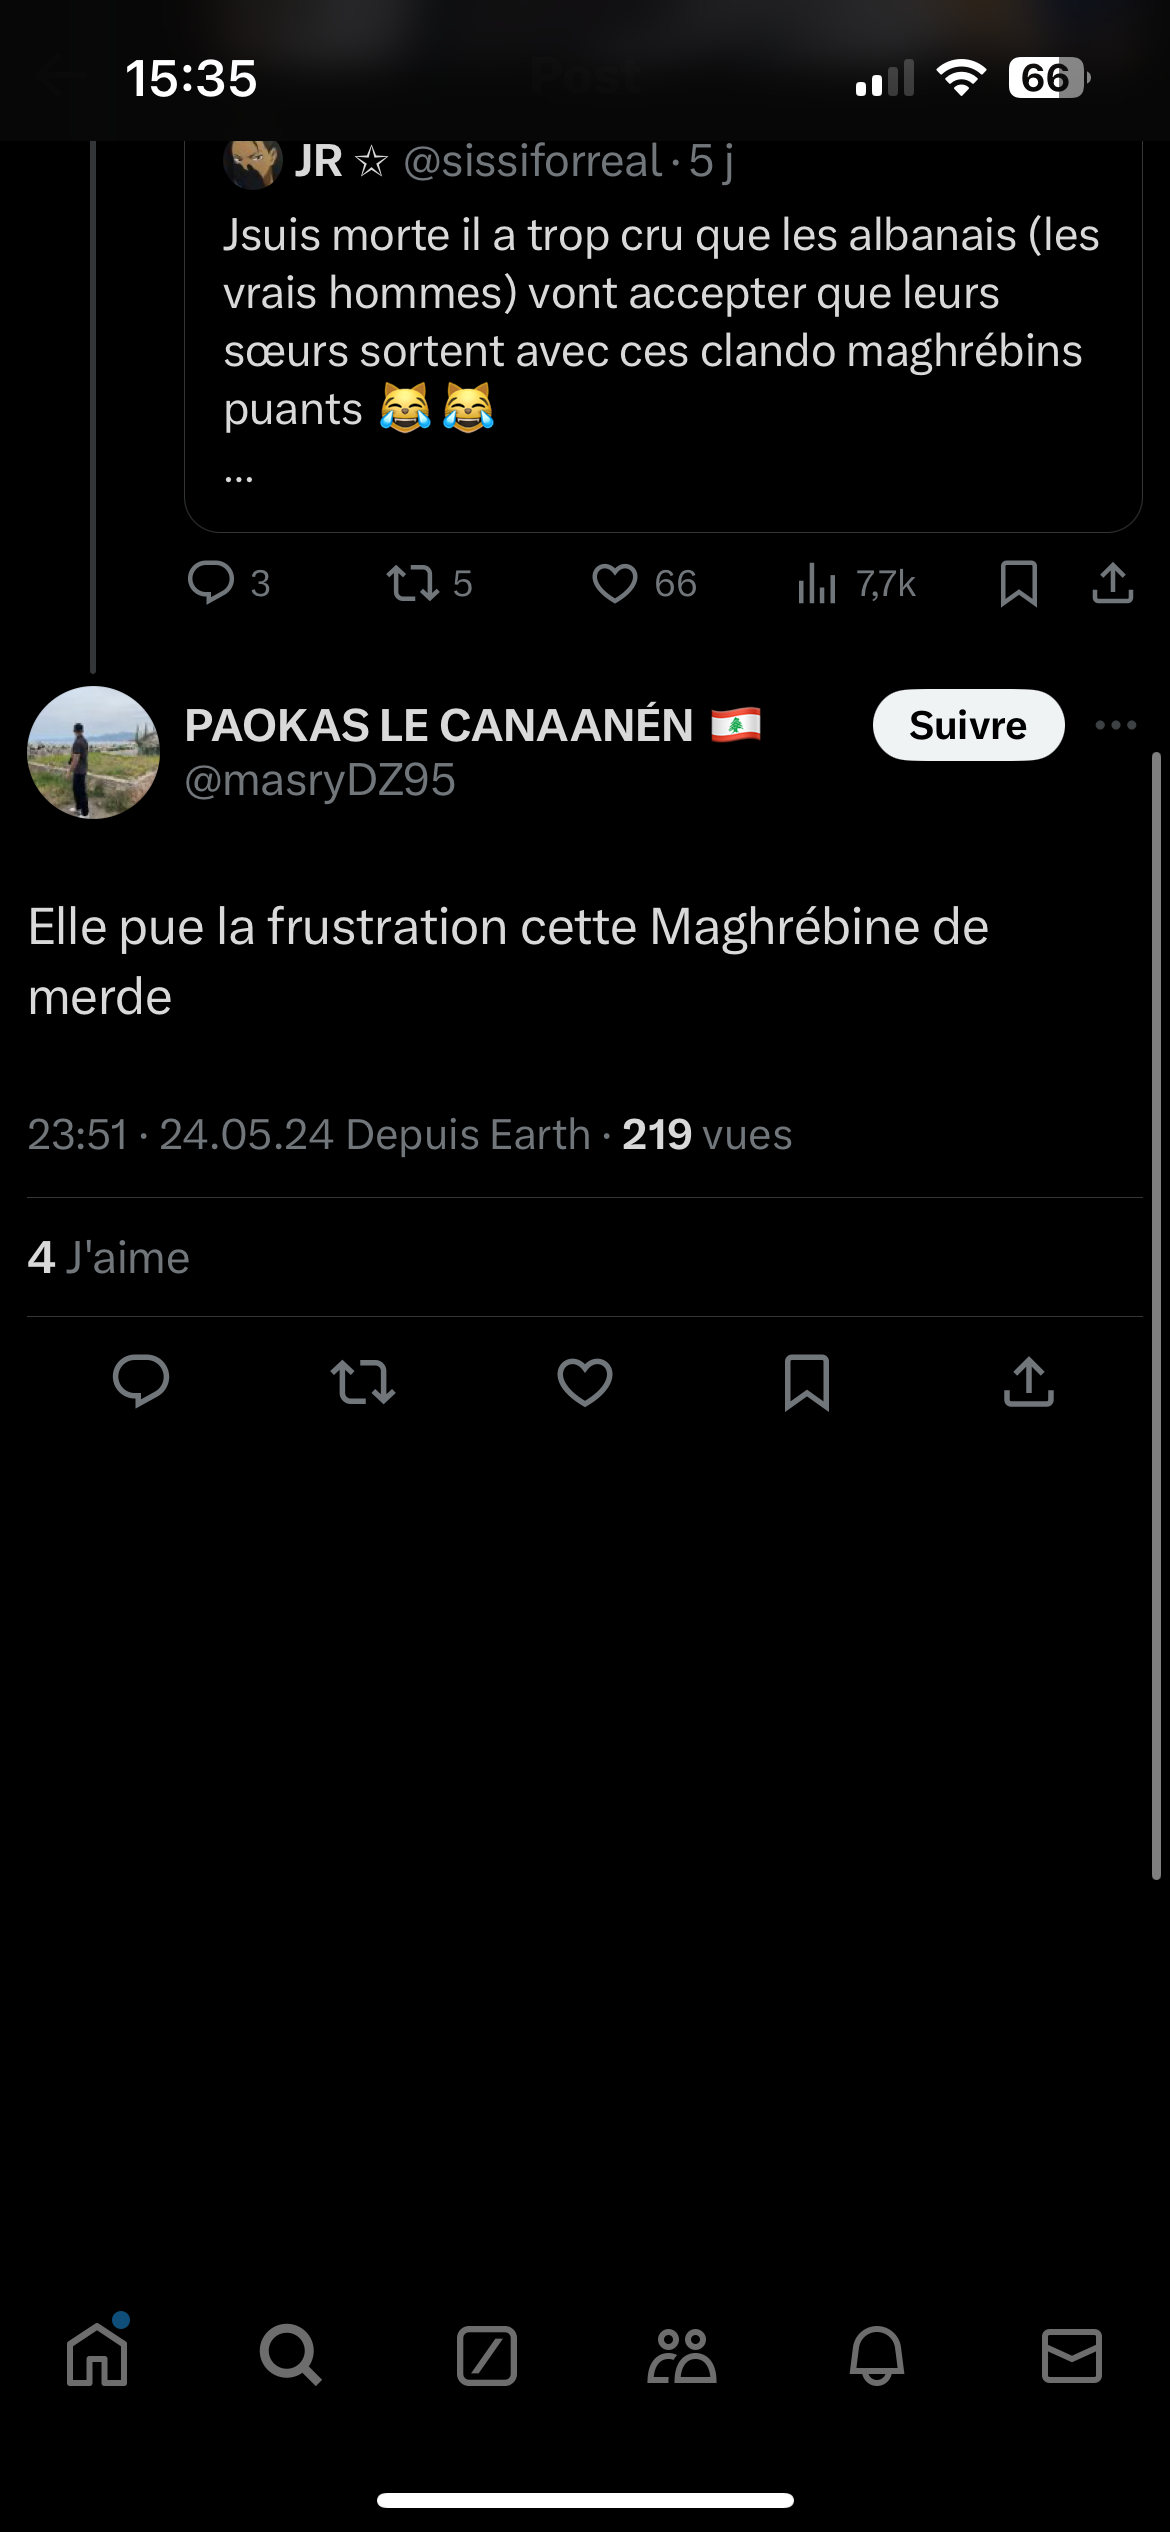 15:35
Post
66
JR ☆ @sissiforreal · 5 j
Jsuis morte il a trop cru que les albanais (les
vrais hommes) vont accepter que leurs
sœurs sortent avec ces clando maghrébins
puants 😹😹
...
3 5 66 7,7k
PAOKAS LE CANAANÉN 🇱🇧
Suivre
@masryDZ95
Elle pue la frustration cette Maghrébine de
merde
23:51 · 24.05.24 Depuis Earth · 219 vues
4 J'aime